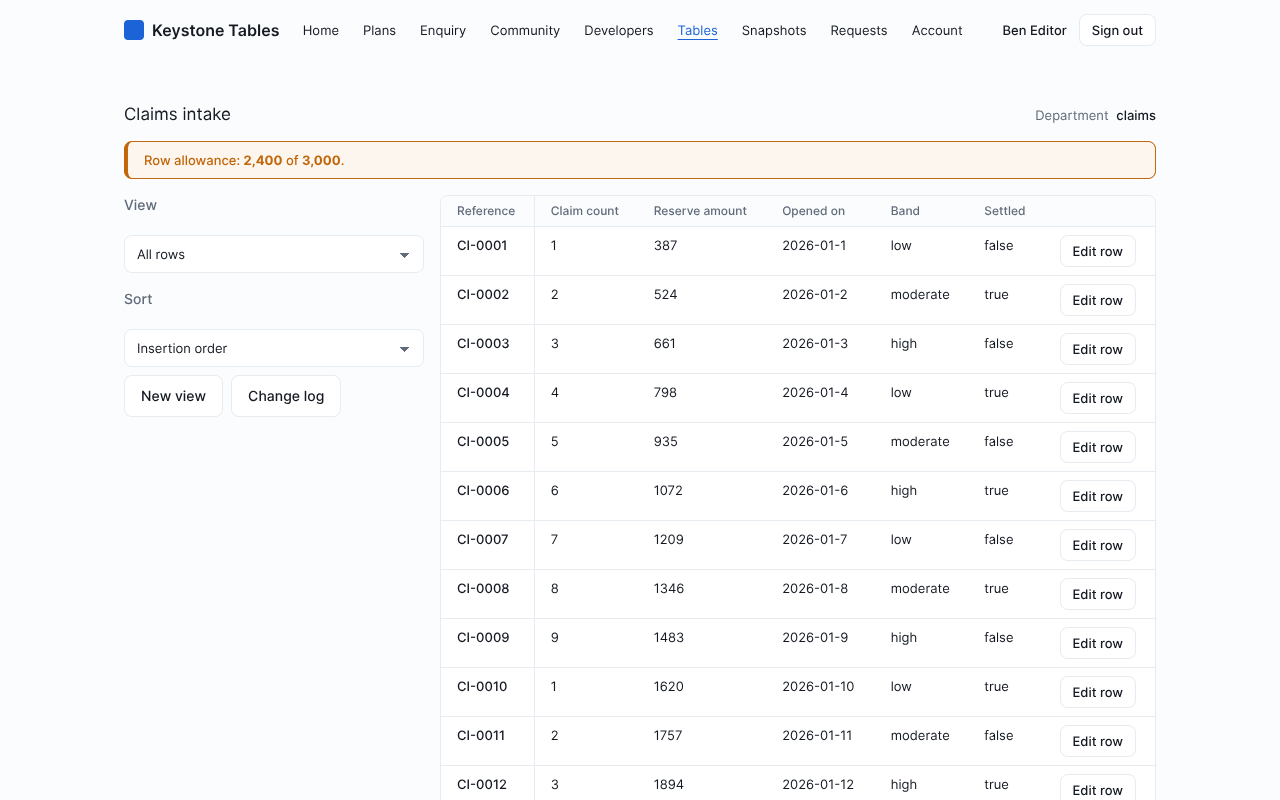 Keystone Tables Home Plans Enquiry Community Developers Tables Snapshots Requests Account Ben Editor Sign out
Claims intake Department claims
Row allowance: 2,400 of 3,000.
View
All rows
Sort
Insertion order
New view Change log
Reference Claim count Reserve amount Opened on Band Settled
CI-0001 1 387 2026-01-1 low false Edit row
CI-0002 2 524 2026-01-2 moderate true Edit row
CI-0003 3 661 2026-01-3 high false Edit row
CI-0004 4 798 2026-01-4 low true Edit row
CI-0005 5 935 2026-01-5 moderate false Edit row
CI-0006 6 1072 2026-01-6 high true Edit row
CI-0007 7 1209 2026-01-7 low false Edit row
CI-0008 8 1346 2026-01-8 moderate true Edit row
CI-0009 9 1483 2026-01-9 high false Edit row
CI-0010 1 1620 2026-01-10 low true Edit row
CI-0011 2 1757 2026-01-11 moderate false Edit row
CI-0012 3 1894 2026-01-12 high true Edit row